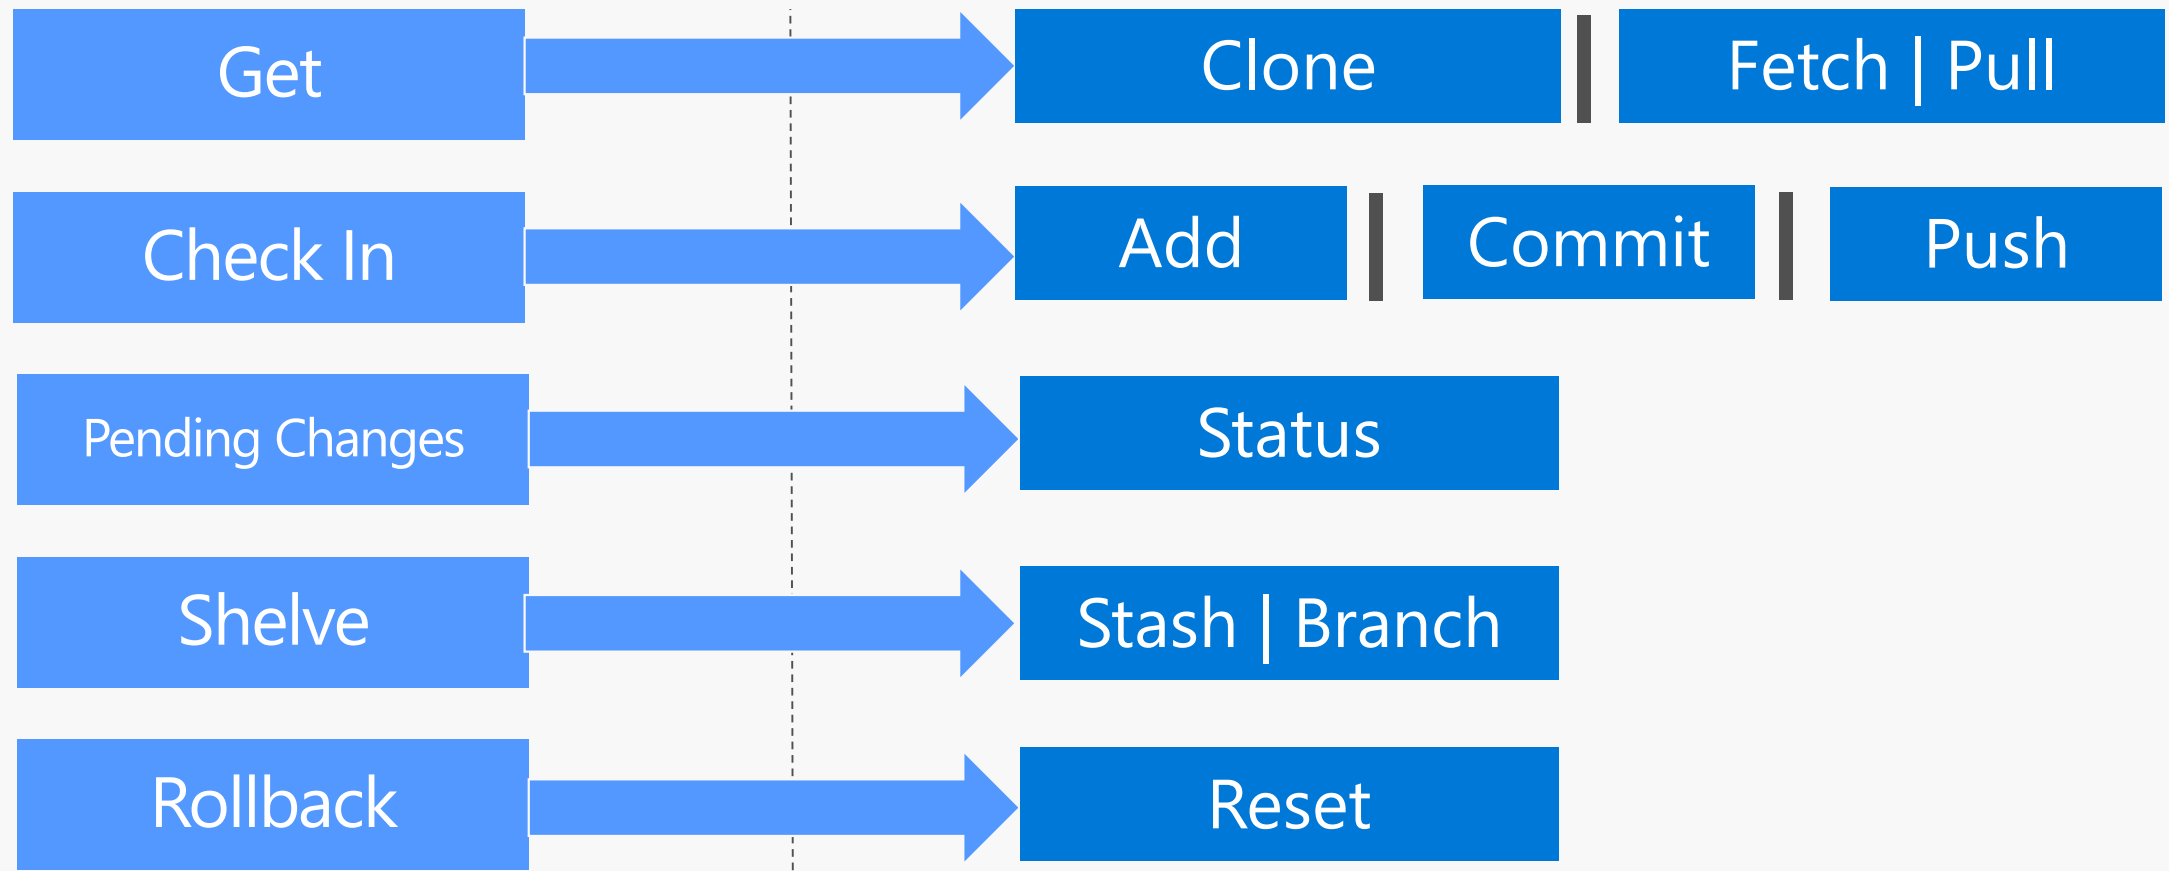 Get
Clone
Fetch | Pull
Check In
Add
Commit
Push
Pending Changes
Status
Shelve
Stash | Branch
Rollback
Reset